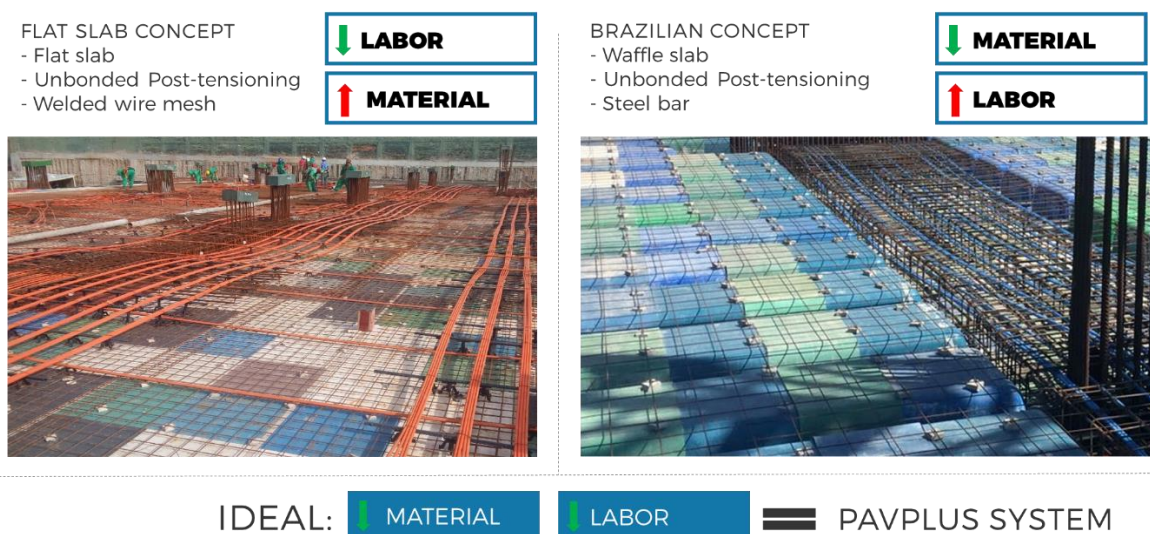 FLAT SLAB CONCEPT
- Flat slab
- Unbonded Post-tensioning
- Welded wire mesh
LABOR
MATERIAL
BRAZILIAN CONCEPT
- Waffle slab
- Unbonded Post-tensioning
- Steel bar
MATERIAL
LABOR
IDEAL: MATERIAL LABOR = PAVPLUS SYSTEM